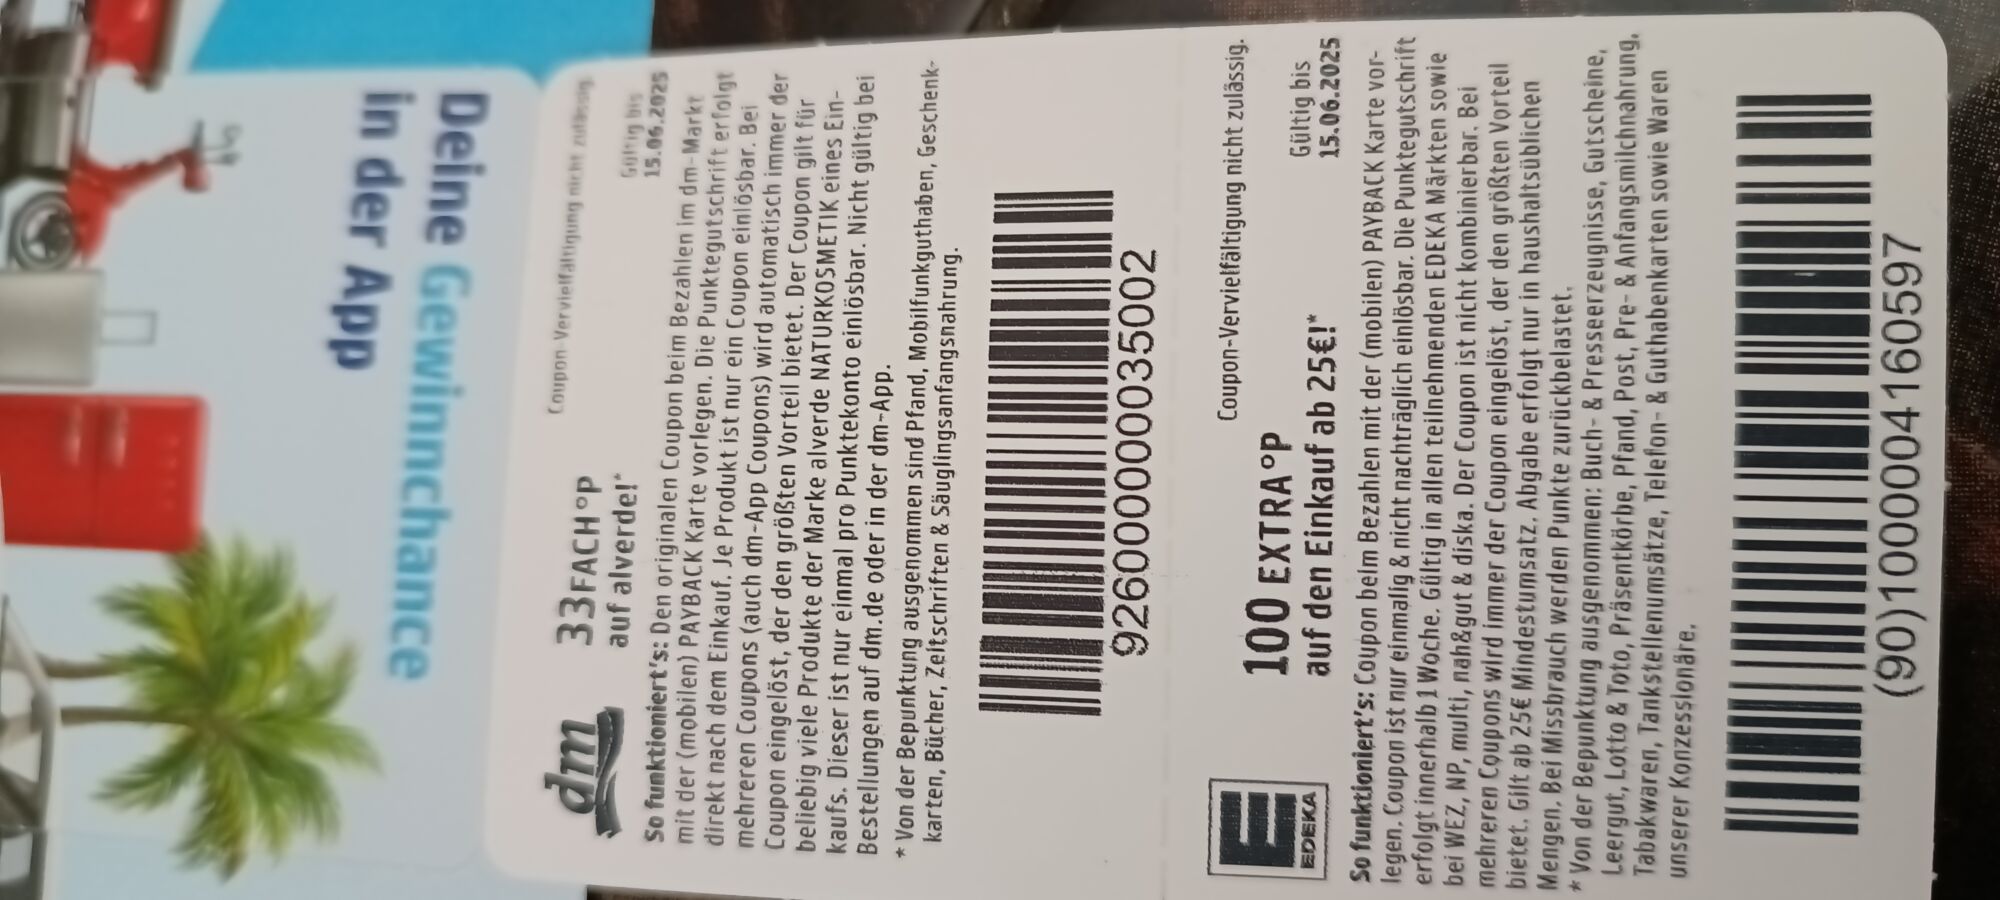 Deine Gewinnchance
in der App
dm
33FACH °P
auf alverde!*
Coupon-Vervielfältigung nicht zulässig.
Gültig bis
15.06.2025
So funktioniert's: Den originalen Coupon beim Bezahlen im dm-Markt
mit der (mobilen) PAYBACK Karte vorlegen. Die Punktegutschrift erfolgt
direkt nach dem Einkauf. Je Produkt ist nur ein Coupon einlösbar. Bei
mehreren Coupons (auch dm-App Coupons) wird automatisch immer der
Coupon eingelöst, der den größten Vorteil bietet. Der Coupon gilt für
beliebig viele Produkte der Marke alverde NATURKOSMETIK eines Ein-
kaufs. Dieser ist nur einmal pro Punktekonto einlösbar. Nicht gültig bei
Bestellungen auf dm.de oder in der dm-App.
* Von der Bepunktung ausgenommen sind Pfand, Mobilfunkguthaben, Geschenk-
karten, Bücher, Zeitschriften & Säuglingsanfangsnahrung.
9260000000035002
EDEKA
100 EXTRA °P
auf den Einkauf ab 25€!*
Coupon-Vervielfältigung nicht zulässig.
Gültig bis
15.06.2025
So funktioniert's: Coupon beim Bezahlen mit der (mobilen) PAYBACK Karte vor-
legen. Coupon ist nur einmalig & nicht nachträglich einlösbar. Die Punktegutschrift
erfolgt innerhalb 1 Woche. Gültig in allen teilnehmenden EDEKA Märkten sowie
bei WEZ, NP, multi, nah&gut & diska. Der Coupon ist nicht kombinierbar. Bei
mehreren Coupons wird immer der Coupon eingelöst, der den größten Vorteil
bietet. Gilt ab 25€ Mindestumsatz. Abgabe erfolgt nur in haushaltsüblichen
Mengen. Bei Missbrauch werden Punkte zurückbelastet.
* Von der Bepunktung ausgenommen: Buch- & Presseerzeugnisse, Gutscheine,
Leergut, Lotto & Toto, Präsentkörbe, Pfand, Post, Pre- & Anfangsmilchnahrung,
Tabakwaren, Tankstellenumsätze, Telefon- & Guthabenkarten sowie Waren
unserer Konzessionäre.
(90)1000004160597